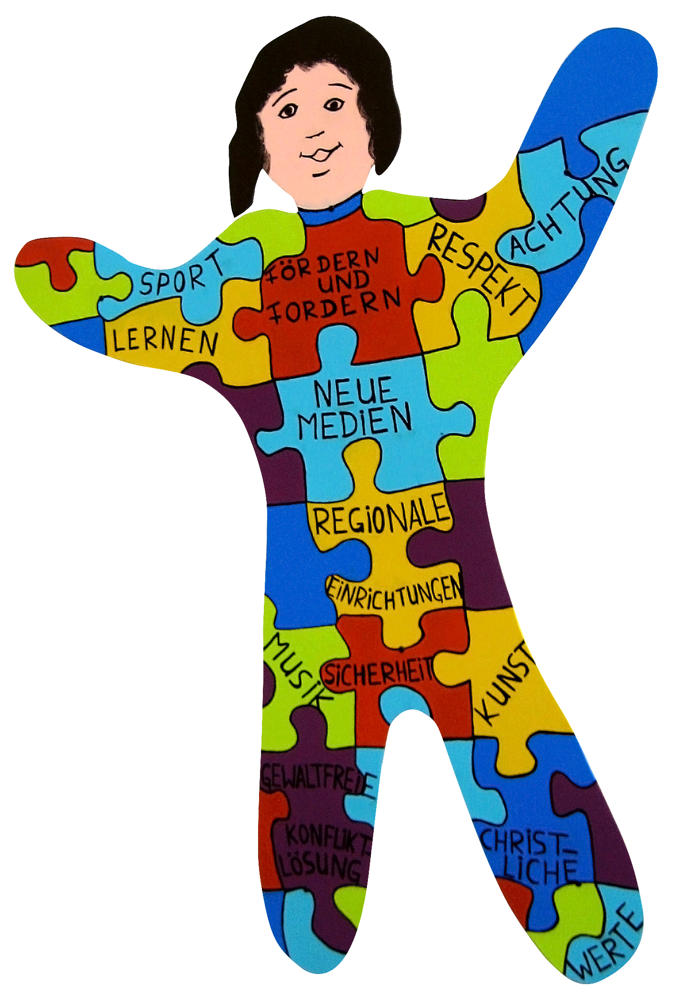 ACHTUNG
RESPEKT
SPORT
FÖRDERN
UND
FORDERN
LERNEN
NEUE
MEDiEN
REGiONALE
EiNRiCHTUNGEN
MUSiK
SiCHERHEiT
KUNST
GEWALTFREiE
KONFLiKT-
LÖSUNG
CHRiST-
LiCHE
WERTE